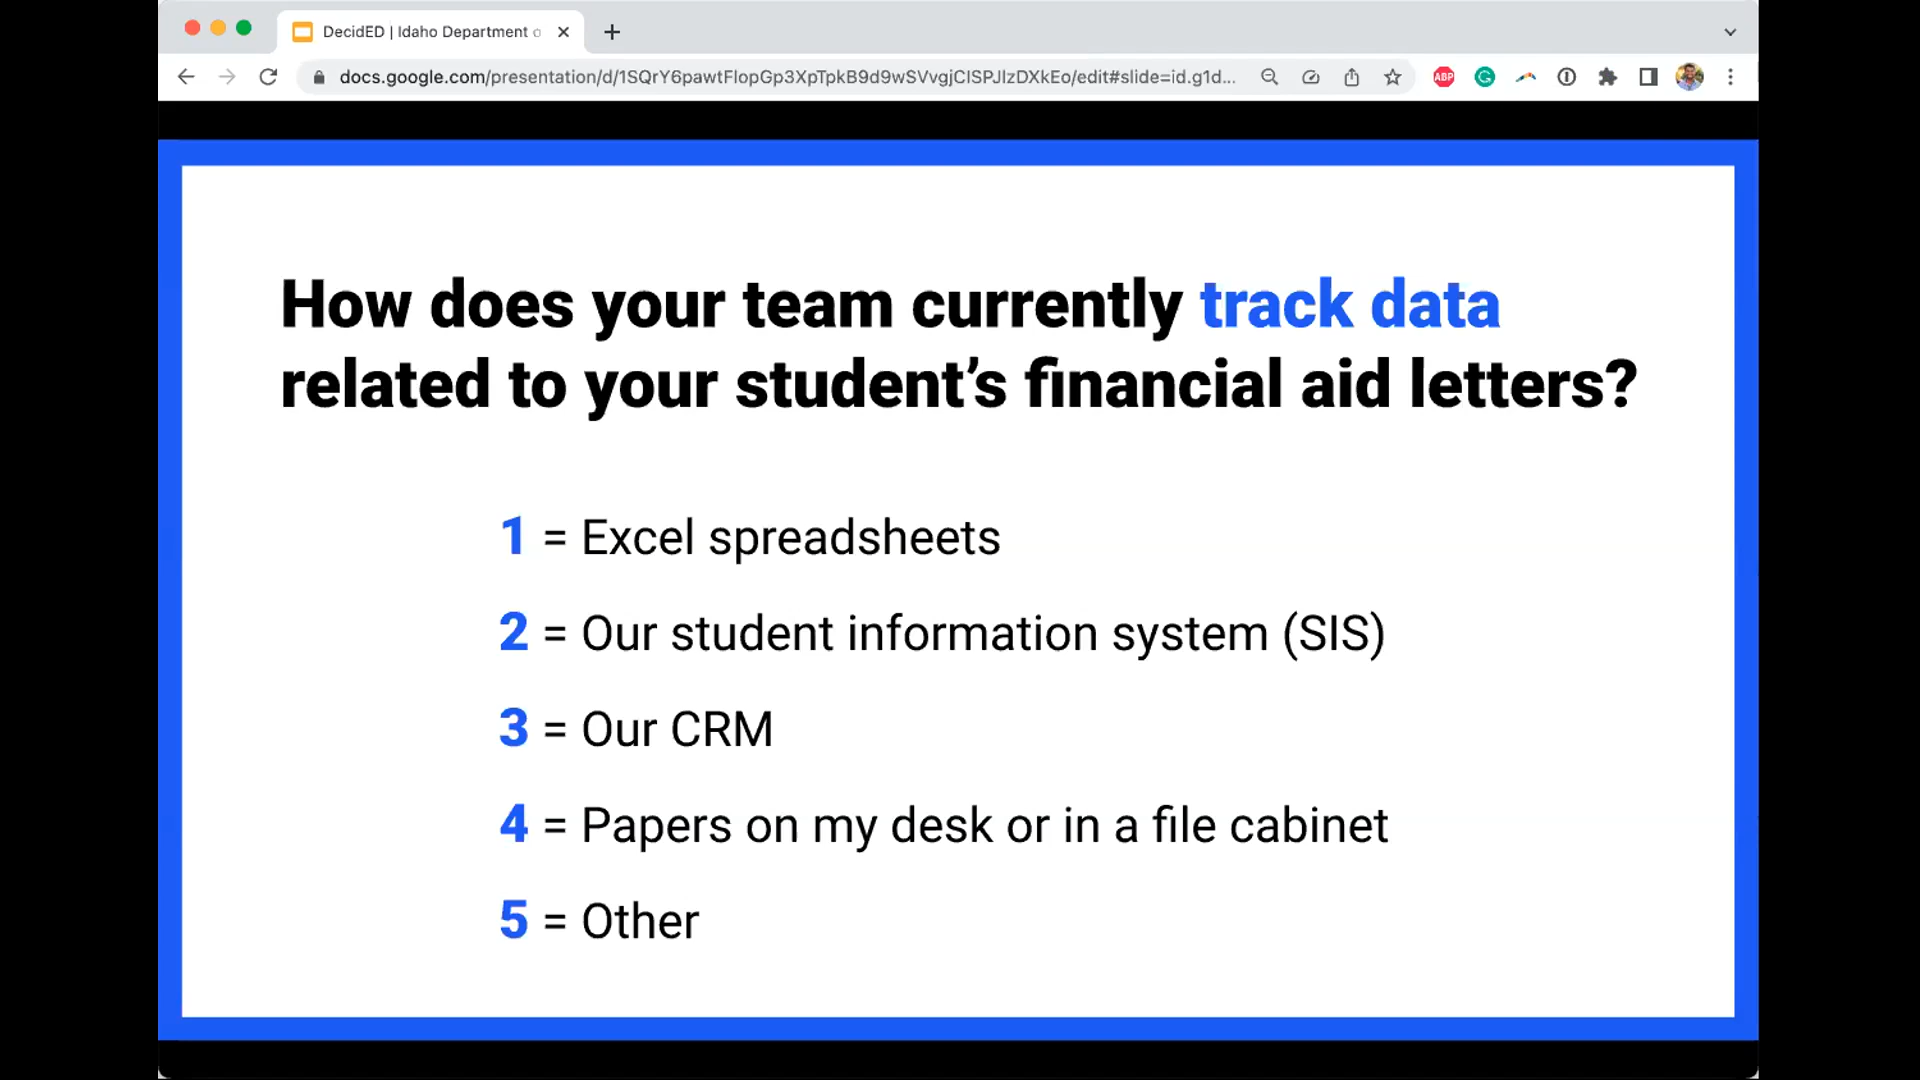 DecidED | Idaho Department o
docs.google.com/presentation/d/1SQrY6pawtFlopGp3XpTpkB9d9wSVvgjClSPJlzDXkEo/edit#slide=id.g1d...
ABP
How does your team currently track data
related to your student’s financial aid letters?
1 = Excel spreadsheets
2 = Our student information system (SIS)
3 = Our CRM
4 = Papers on my desk or in a file cabinet
5 = Other